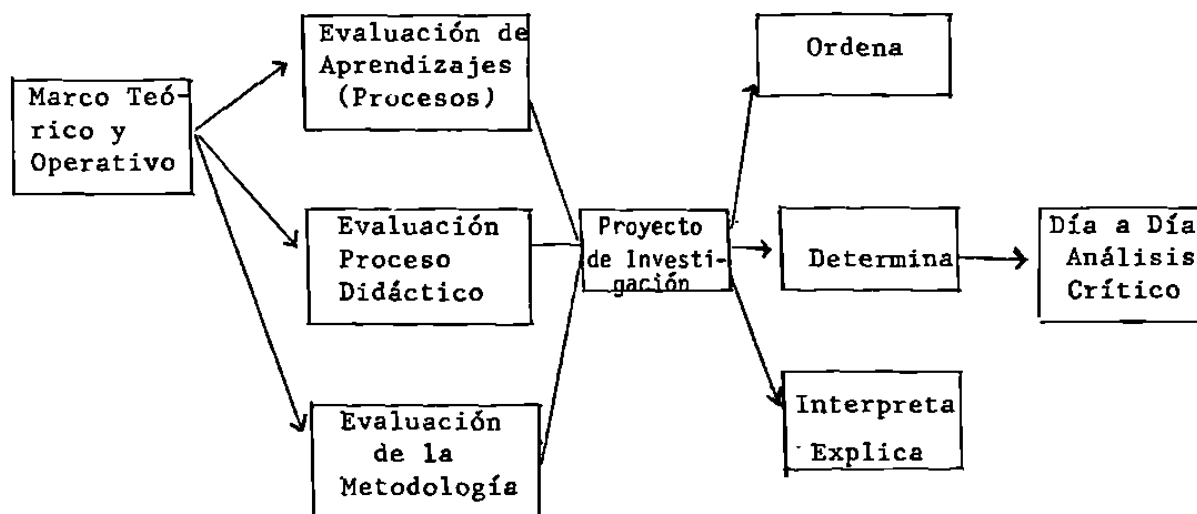 Marco Teó-
rico y
Operativo
Evaluación de
Aprendizajes
(Procesos)
Evaluación
Proceso
Didáctico
Evaluación
de la
Metodología
Proyecto
de Investi-
gación
Ordena
Determina
Interpreta
Explica
Día a Día
Análisis
Crítico